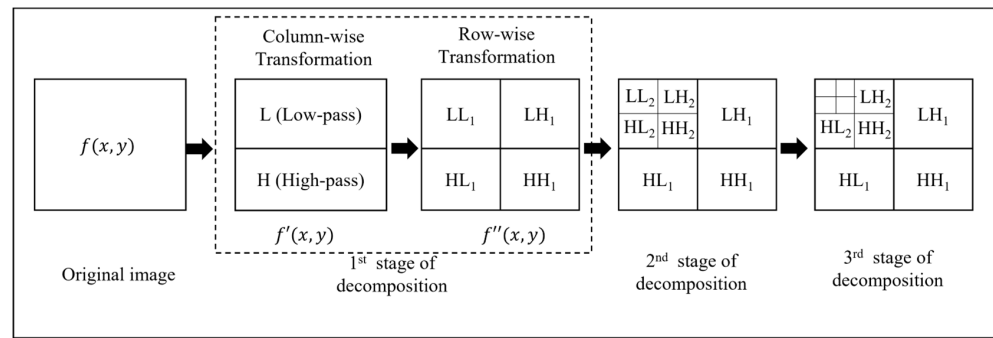 Column-wise
Transformation
Row-wise
Transformation
f(x, y)
L (Low-pass)
H (High-pass)
LL₁ LH₁
HL₁ HH₁
LL₂ LH₂ LH₁
HL₂ HH₂
HL₁ HH₁
LH₂ LH₁
HL₂ HH₂
HL₁ HH₁
f′(x, y)
f′′(x, y)
Original image
1ˢᵗ stage of
decomposition
2ⁿᵈ stage of
decomposition
3ʳᵈ stage of
decomposition